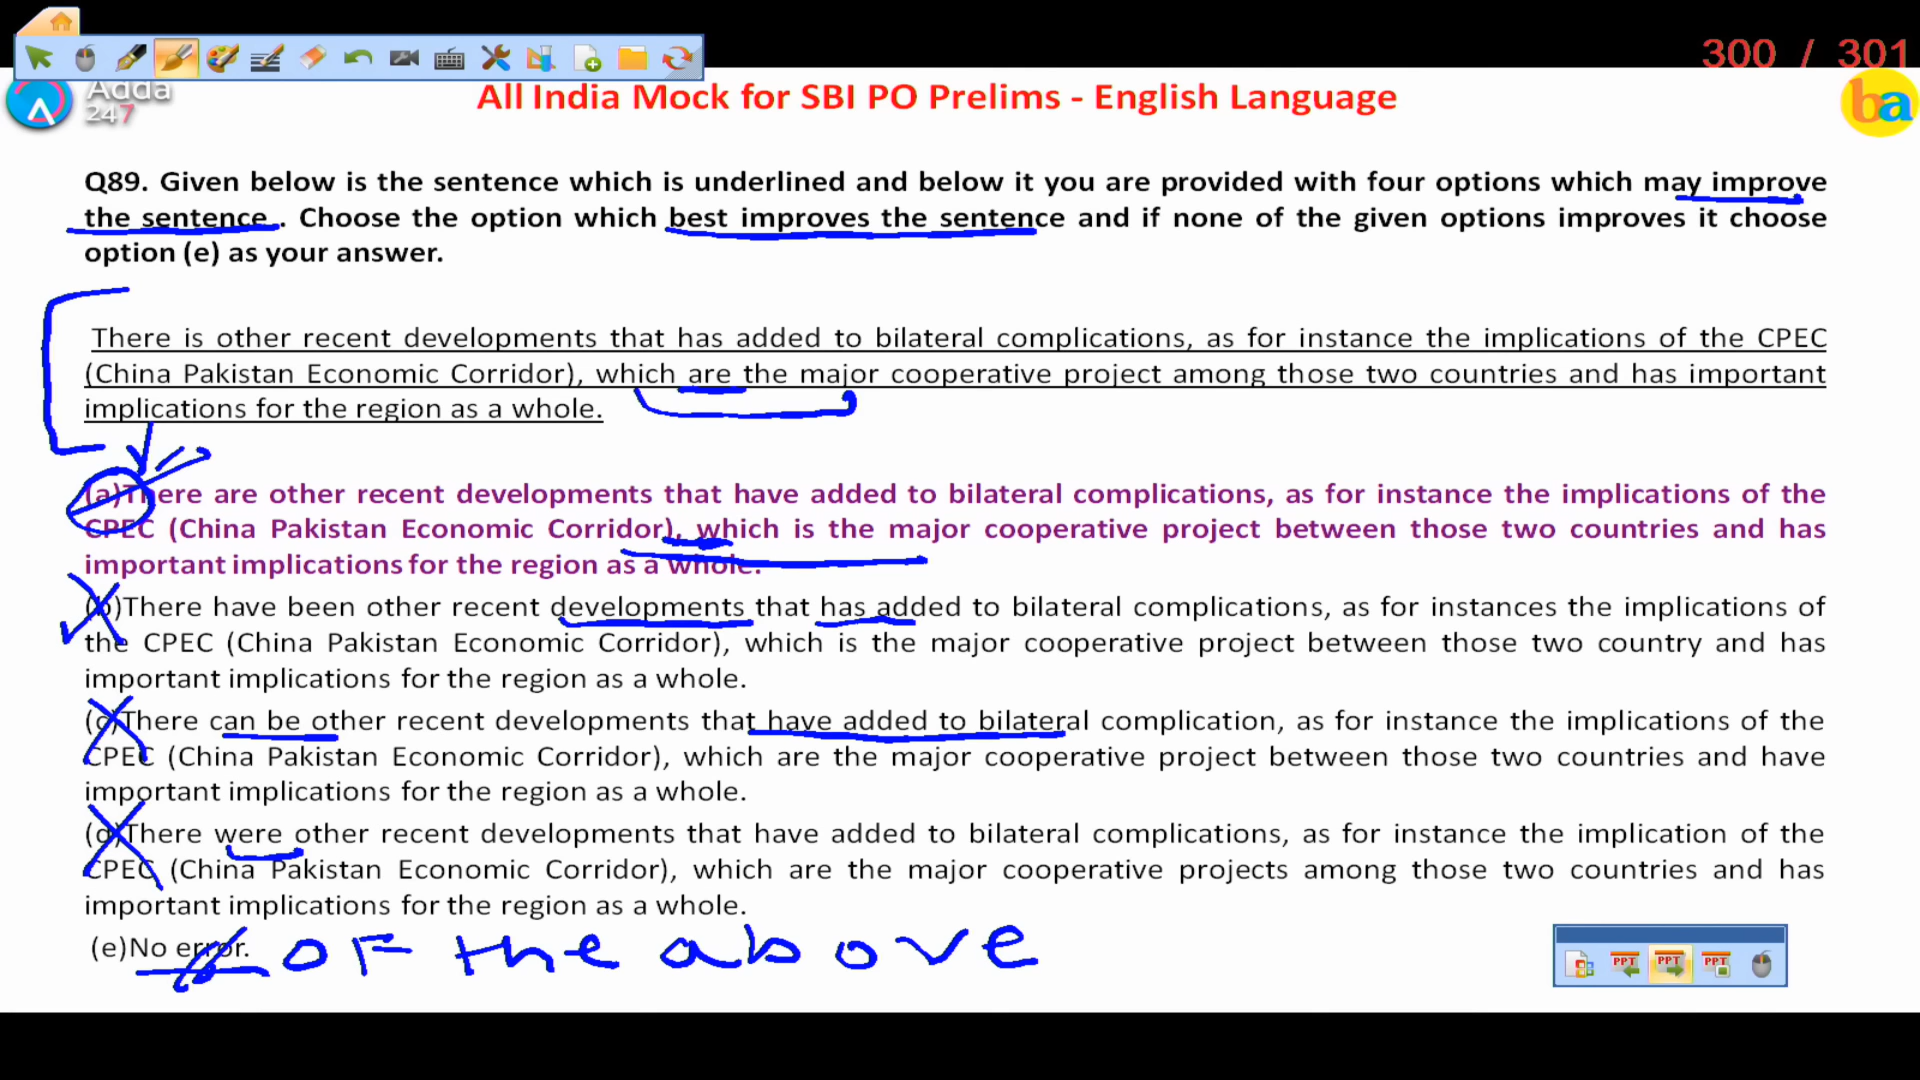 300 / 301
Adda
247
All India Mock for SBI PO Prelims - English Language
ba
Q89. Given below is the sentence which is underlined and below it you are provided with four options which may improve
the sentence . Choose the option which best improves the sentence and if none of the given options improves it choose
option (e) as your answer.
There is other recent developments that has added to bilateral complications, as for instance the implications of the CPEC
(China Pakistan Economic Corridor), which are the major cooperative project among those two countries and has important
implications for the region as a whole.
(a)There are other recent developments that have added to bilateral complications, as for instance the implications of the
CPEC (China Pakistan Economic Corridor), which is the major cooperative project between those two countries and has
important implications for the region as a whole.
(b)There have been other recent developments that has added to bilateral complications, as for instances the implications of
the CPEC (China Pakistan Economic Corridor), which is the major cooperative project between those two country and has
important implications for the region as a whole.
(c)There can be other recent developments that have added to bilateral complication, as for instance the implications of the
CPEC (China Pakistan Economic Corridor), which are the major cooperative project between those two countries and have
important implications for the region as a whole.
(d)There were other recent developments that have added to bilateral complications, as for instance the implication of the
CPEC (China Pakistan Economic Corridor), which are the major cooperative projects among those two countries and has
important implications for the region as a whole.
(e)No error. OF the above
PPT PPT PPT